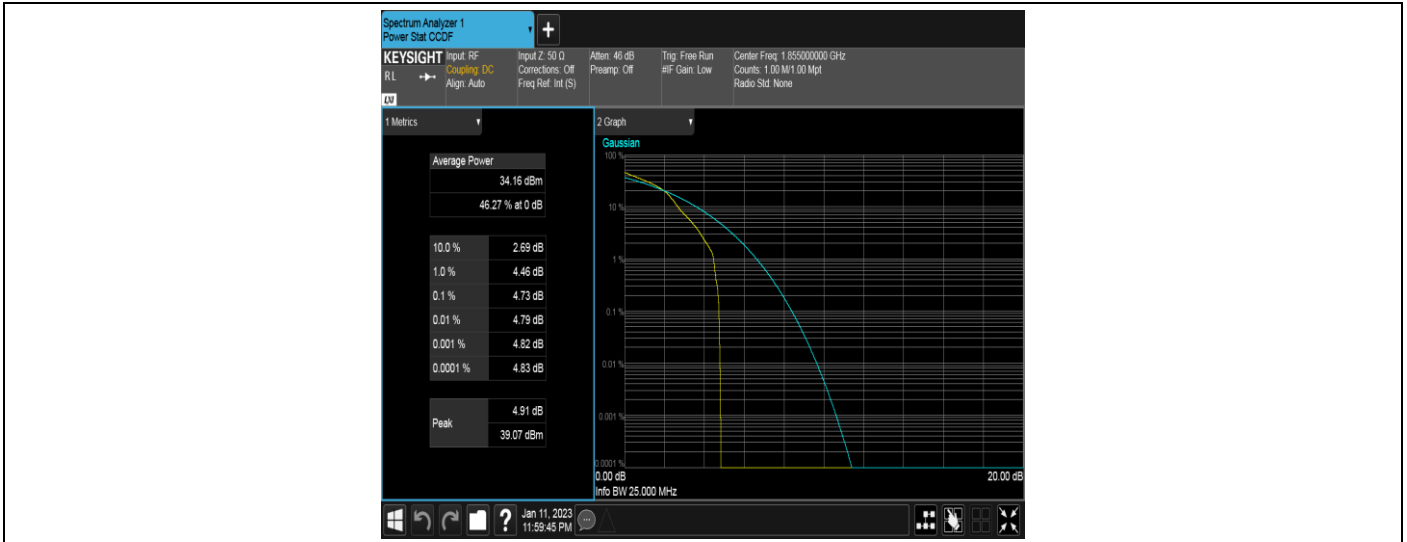 Spectrum Analyzer 1
Power Stat CCDF
+
KEYSIGHT
RL
LXI
Input: RF
Coupling: DC
Align: Auto
Input Z: 50 Ω
Corrections: Off
Freq Ref: Int (S)
Atten: 46 dB
Preamp: Off
Trig: Free Run
#IF Gain: Low
Center Freq: 1.855000000 GHz
Counts: 1.00 M/1.00 Mpt
Radio Std: None
1 Metrics
Average Power
34.16 dBm
46.27 % at 0 dB
10.0 % 2.69 dB
1.0 % 4.46 dB
0.1 % 4.73 dB
0.01 % 4.79 dB
0.001 % 4.82 dB
0.0001 % 4.83 dB
Peak
4.91 dB
39.07 dBm
2 Graph
Gaussian
100 %
10 %
1 %
0.1 %
0.01 %
0.001 %
0.0001 %
0.00 dB 20.00 dB
Info BW 25.000 MHz
?
Jan 11, 2023
11:59:45 PM